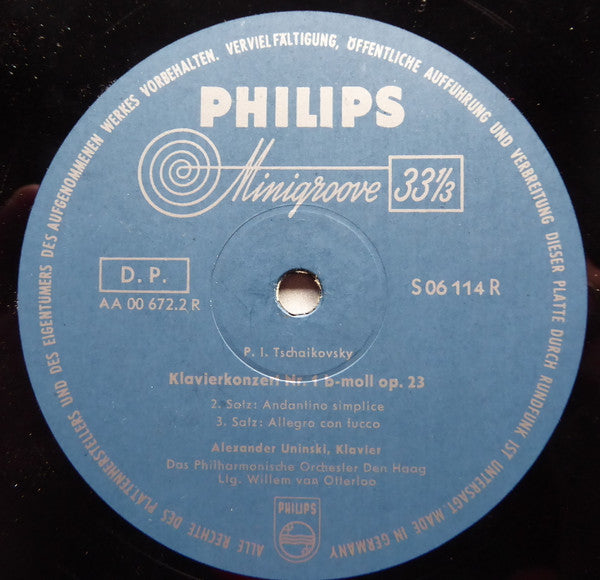 ALLE RECHTE DES PLATTENHERSTELLERS UND DES EIGENTUMERS DES AUFGENOMMENEN WERKES VORBEHALTEN. VERVIELFÄLTIGUNG, ÖFFENTLICHE AUFFÜHRUNG UND VERBREITUNG DIESER PLATTE DURCH RUNDFUNK IST UNTERSAGT MADE IN GERMANY
PHILIPS
Minigroove 33⅓
D. P.
AA 00 672.2 R
S 06 114 R
P. I. Tschaikovsky
Klavierkonzert Nr. 1 b-moll op. 23
2. Satz: Andantino simplice
3. Satz: Allegro con fucco
Alexander Uninski, Klavier
Das Philharmonische Orchester Den Haag
Ltg. Willem van Otterloo
PHILIPS